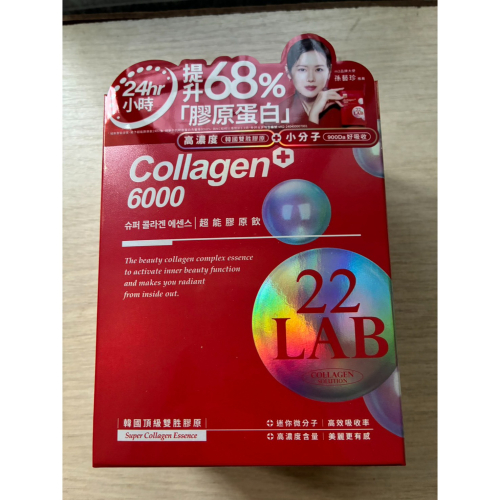 24hr
小時
提升68%
「膠原蛋白」
孫藝珍
高濃度 韓國雙胜膠原 + 小分子 900Da好吸收
Collagen+
6000
슈퍼 콜라겐 에센스 | 超能膠原飲
The beauty collagen complex essence
to activate inner beauty function
and makes you radiant
from inside out.
22
LAB
COLLAGEN
SOLUTION
韓國頂級雙胜膠原
Super Collagen Essence
迷你微分子 | 高效吸收率
高濃度含量 | 美麗更有感